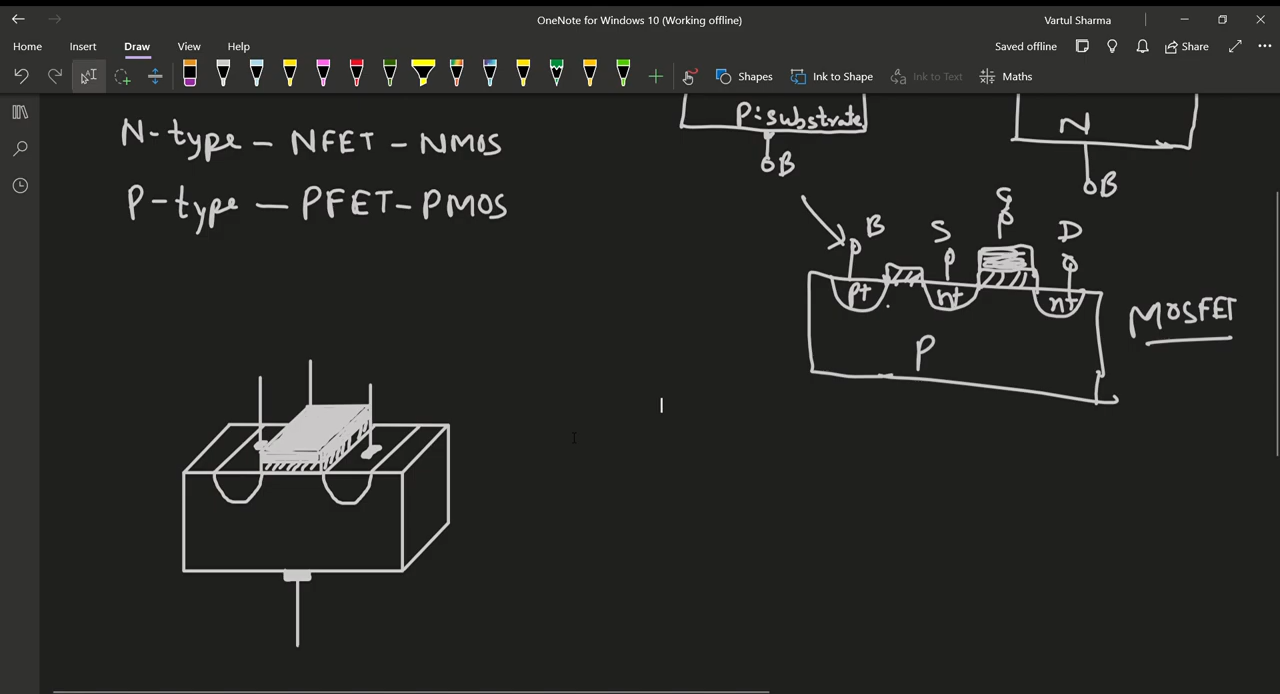 OneNote for Windows 10 (Working offline)
Vartul Sharma
Home Insert Draw View Help
Saved offline
Share
Shapes
Ink to Shape
Ink to Text
Maths
N-type - NFET - NMOS
P-type - PFET - PMOS
P: substrate
B
N
B
B S G D
p+ n+ n+
P
MOSFET